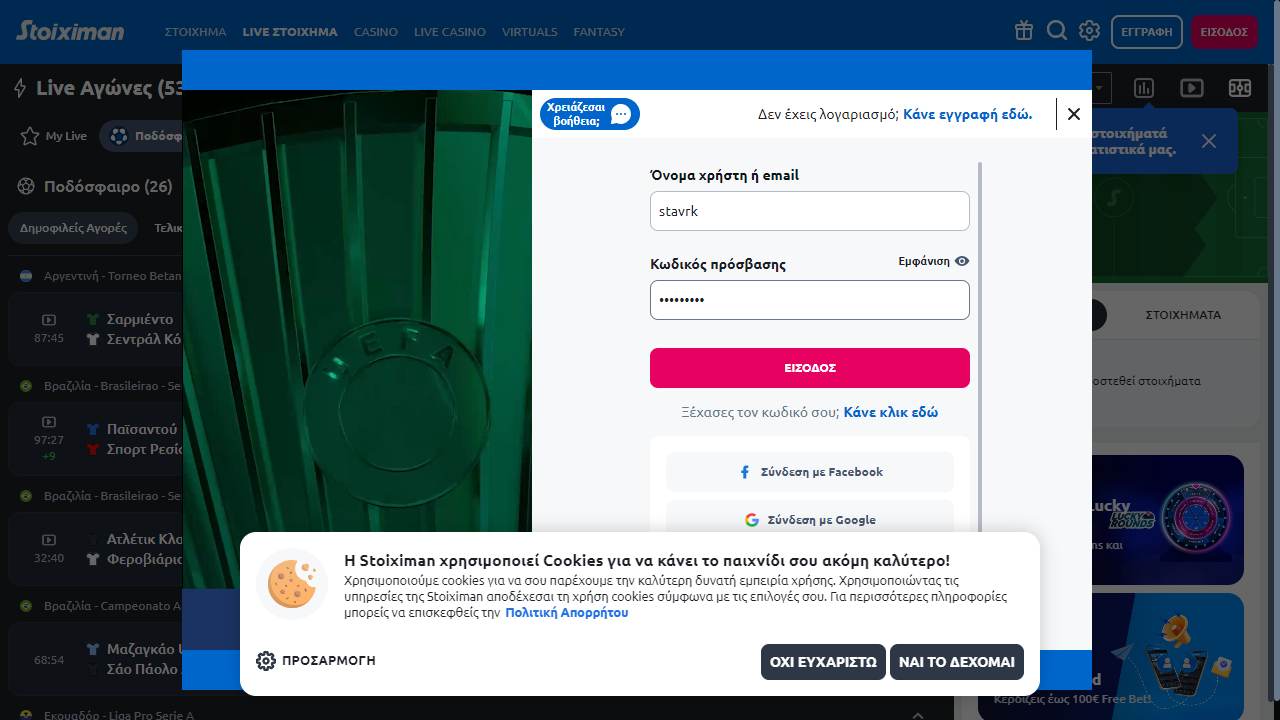 Stoiximan
ΣΤΟΙΧΗΜΑ
LIVE ΣΤΟΙΧΗΜΑ
CASINO
LIVE CASINO
VIRTUALS
FANTASY
ΕΓΓΡΑΦΗ
ΕΙΣΟΔΟΣ
Live Αγώνες (53
My Live
Ποδόσφ
Ποδόσφαιρο (26)
Δημοφιλείς Αγορές
Τελικ
Αργεντινή - Torneo Betan
Σαρμιέντο
87:45
Σεντράλ Κό
Βραζιλία - Brasileirao - Se
Παϊσαντού
97:27
+9
Σπορτ Ρεσίφ
Βραζιλία - Brasileirao - Se
Ατλέτικ Κλο
32:40
Φεροβιάριο
Βραζιλία - Campeonato A
Μαζαγκάο
68:54
Σάο Πάολο
Εκουαδόρ - Liga Pro Serie A
Χρειάζεσαι
βοήθεια;
Δεν έχεις λογαριασμό; Κάνε εγγραφή εδώ.
Όνομα χρήστη ή email
stavrk
Κωδικός πρόσβασης
Εμφάνιση
•••••••••
ΕΙΣΟΔΟΣ
Ξέχασες τον κωδικό σου; Κάνε κλικ εδώ
Σύνδεση με Facebook
Σύνδεση με Google
UEFA
στοιχήματά
ατιστικά μας.
ΣΤΟΙΧΗΜΑΤΑ
οστεθεί στοιχήματα
Lucky
LUCKY
ROUNDS
ns και
d
Κερδίζεις έως 100€ Free Bet!
Η Stoiximan χρησιμοποιεί Cookies για να κάνει το παιχνίδι σου ακόμη καλύτερο!
Χρησιμοποιούμε cookies για να σου παρέχουμε την καλύτερη δυνατή εμπειρία χρήσης. Χρησιμοποιώντας τις
υπηρεσίες της Stoiximan αποδέχεσαι τη χρήση cookies σύμφωνα με τις επιλογές σου. Για περισσότερες πληροφορίες
μπορείς να επισκεφθείς την Πολιτική Απορρήτου
ΠΡΟΣΑΡΜΟΓΗ
ΟΧΙ ΕΥΧΑΡΙΣΤΩ
ΝΑΙ ΤΟ ΔΕΧΟΜΑΙ